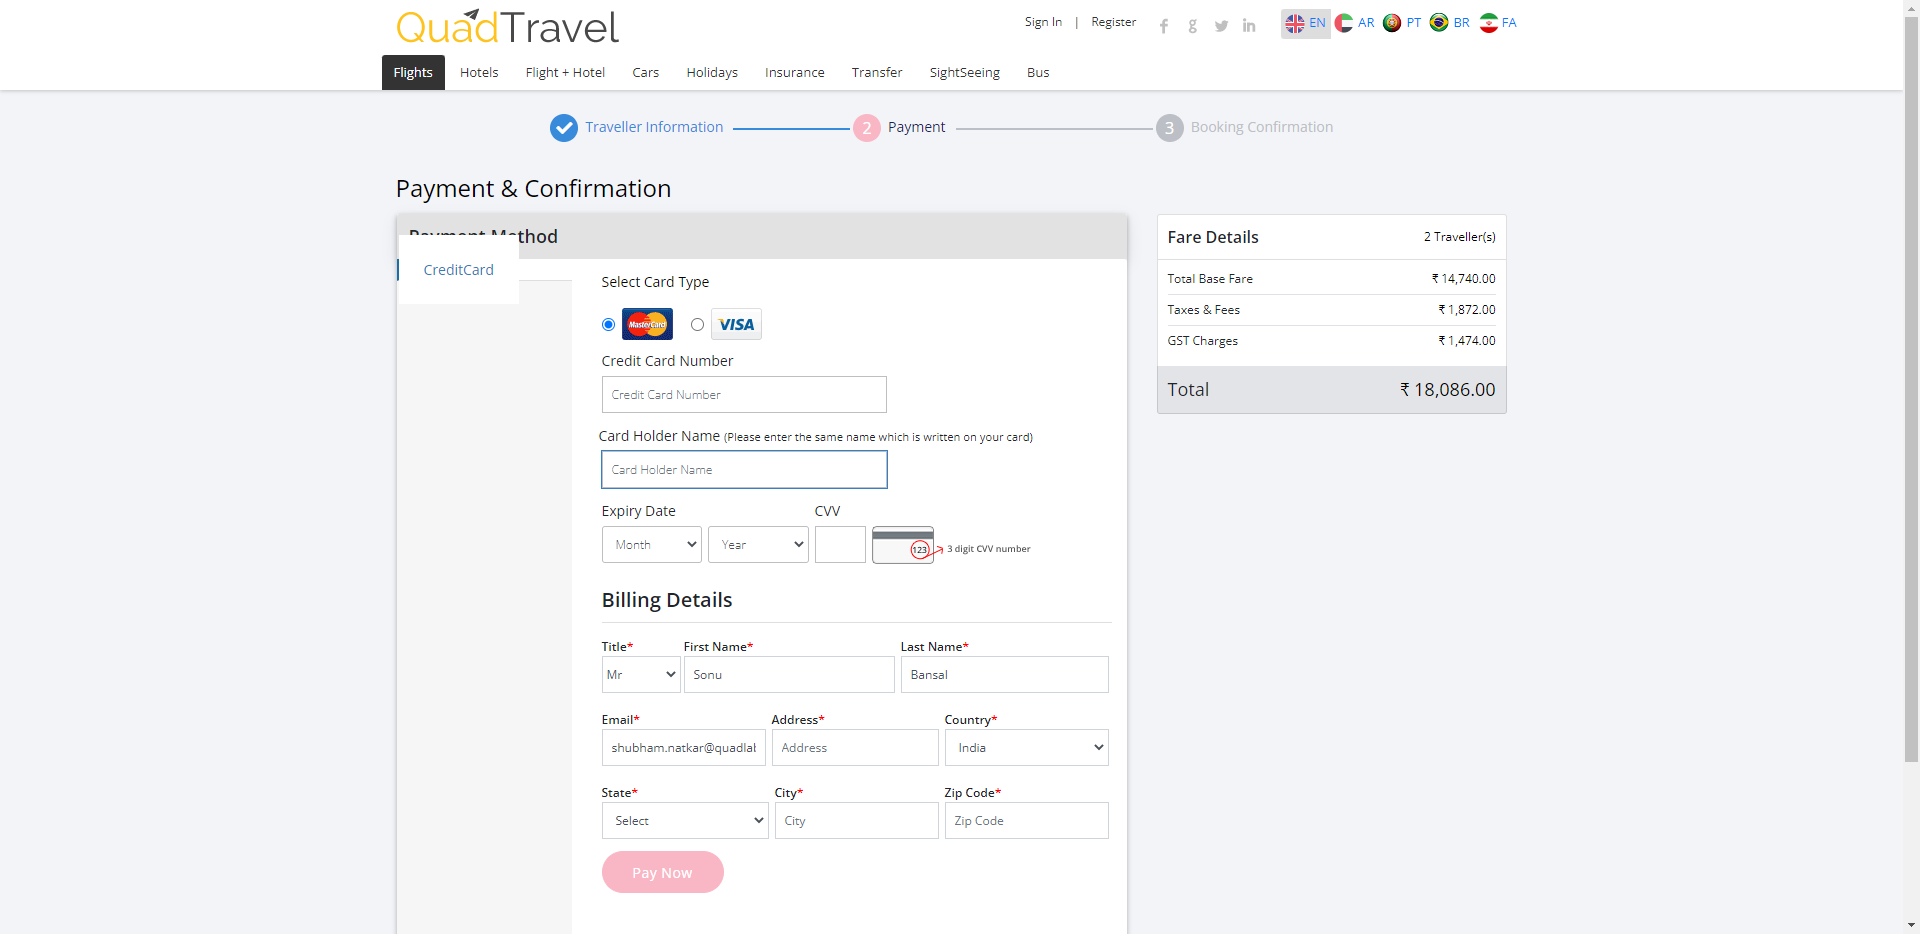 QuadTravel
Sign In | Register
EN AR PT BR FA
Flights Hotels Flight + Hotel Cars Holidays Insurance Transfer SightSeeing Bus
Traveller Information 2 Payment 3 Booking Confirmation
Payment & Confirmation
Payment Method
CreditCard
Select Card Type
MasterCard VISA
Credit Card Number
Credit Card Number
Card Holder Name (Please enter the same name which is written on your card)
Card Holder Name
Expiry Date CVV
Month Year 123 3 digit CVV number
Billing Details
Title* First Name* Last Name*
Mr Sonu Bansal
Email* Address* Country*
shubham.natkar@quadlab Address India
State* City* Zip Code*
Select City Zip Code
Pay Now
Fare Details 2 Traveller(s)
Total Base Fare ₹ 14,740.00
Taxes & Fees ₹ 1,872.00
GST Charges ₹ 1,474.00
Total ₹ 18,086.00